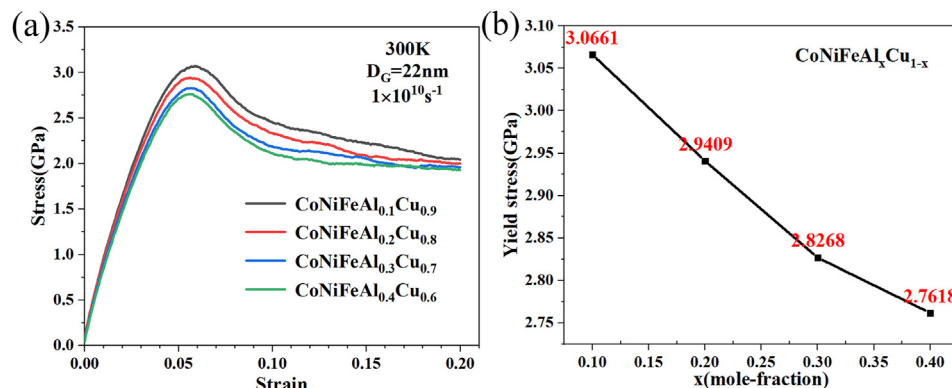 (a)
3.5
3.0
2.5
2.0
1.5
1.0
0.5
0.0
Stress(GPa)
300K
D_G=22nm
1×10¹⁰s⁻¹
CoNiFeAl₀.₁Cu₀.₉
CoNiFeAl₀.₂Cu₀.₈
CoNiFeAl₀.₃Cu₀.₇
CoNiFeAl₀.₄Cu₀.₆
0.00 0.05 0.10 0.15 0.20
Strain
(b)
3.10
3.05
3.00
2.95
2.90
2.85
2.80
2.75
Yield stress(GPa)
CoNiFeAlₓCu₁₋ₓ
3.0661
2.9409
2.8268
2.7618
0.10 0.15 0.20 0.25 0.30 0.35 0.40
x(mole-fraction)